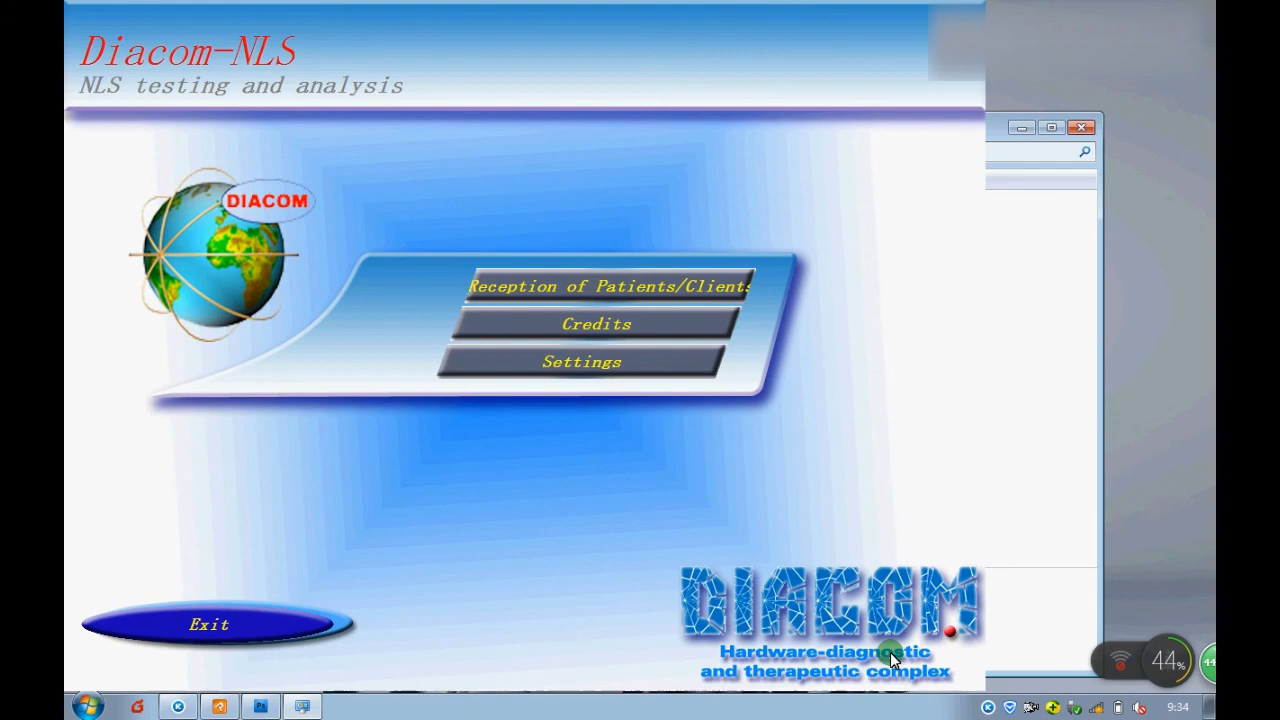 Diacom-NLS
NLS testing and analysis
DIACOM
Reception of Patients/Clients
Credits
Settings
Exit
DIACOM
Hardware-diagnostic
and therapeutic complex
44%
Ps
9:34